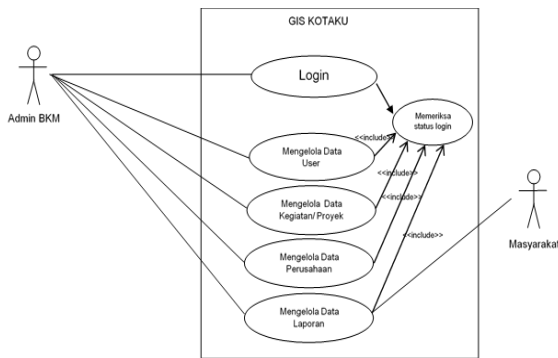 GIS KOTAKU
Login
Admin BKM
Memeriksa
status login
<<include>>
Mengelola Data
User
<<include>>
Mengelola Data
Kegiatan/ Proyek
<<include>>
Mengelola Data
Perusahaan
Masyarakat
Mengelola Data
Laporan